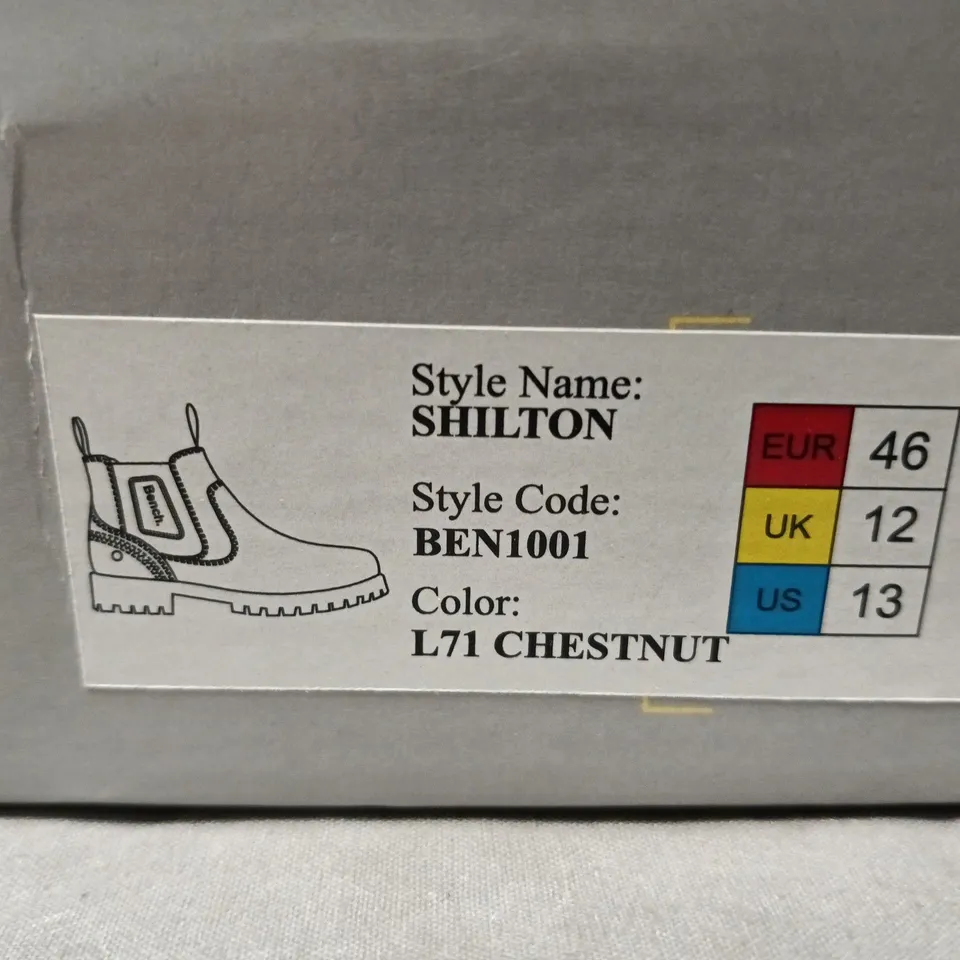 Bench.
Style Name:
SHILTON
Style Code:
BEN1001
Color:
L71 CHESTNUT
EUR 46
UK 12
US 13